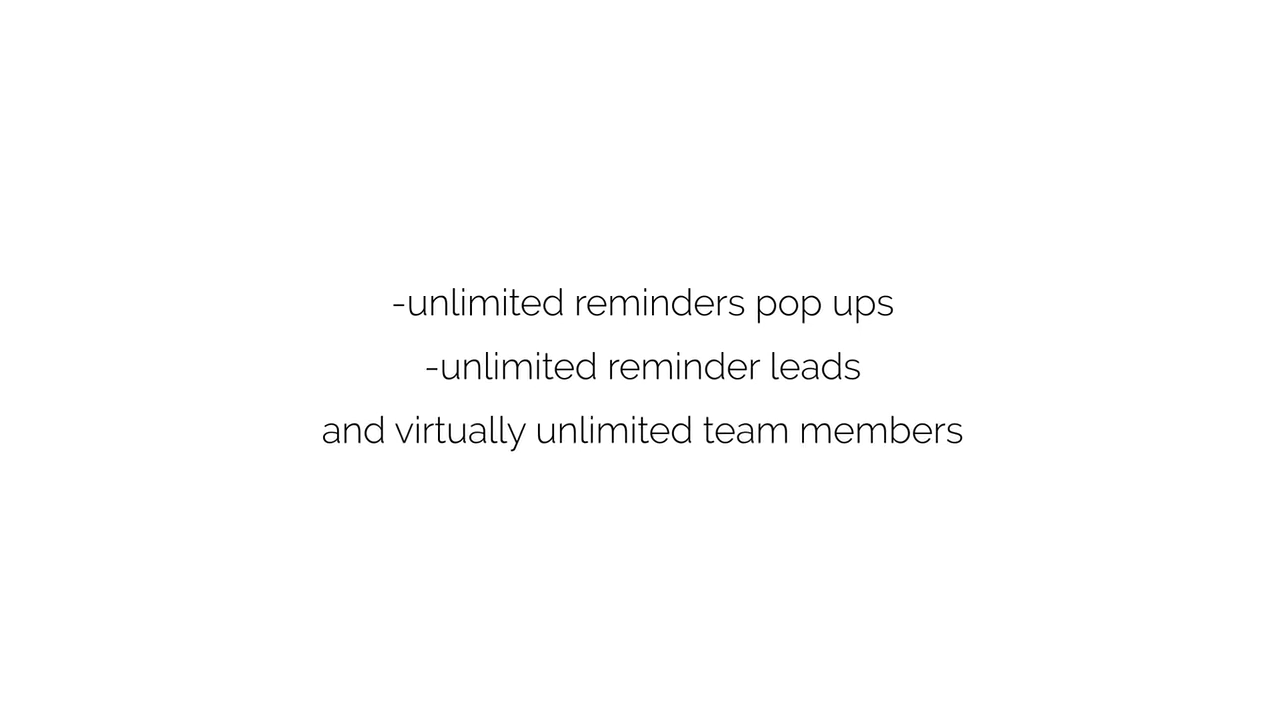 -unlimited reminders pop ups
-unlimited reminder leads
and virtually unlimited team members